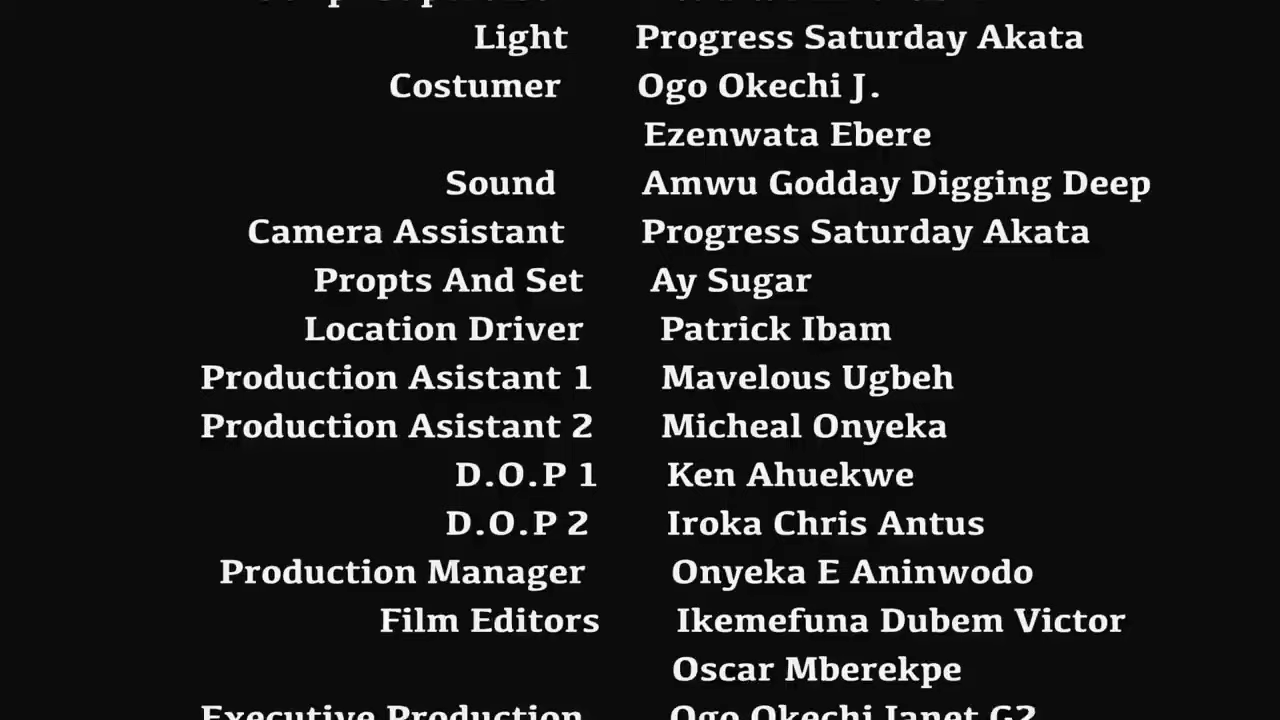 Light Progress Saturday Akata
Costumer Ogo Okechi J.
Ezenwata Ebere
Sound Amwu Godday Digging Deep
Camera Assistant Progress Saturday Akata
Propts And Set Ay Sugar
Location Driver Patrick Ibam
Production Asistant 1 Mavelous Ugbeh
Production Asistant 2 Micheal Onyeka
D.O.P 1 Ken Ahuekwe
D.O.P 2 Iroka Chris Antus
Production Manager Onyeka E Aninwodo
Film Editors Ikemefuna Dubem Victor
Oscar Mberekpe
Executive Production Ogo Okechi Janet G2